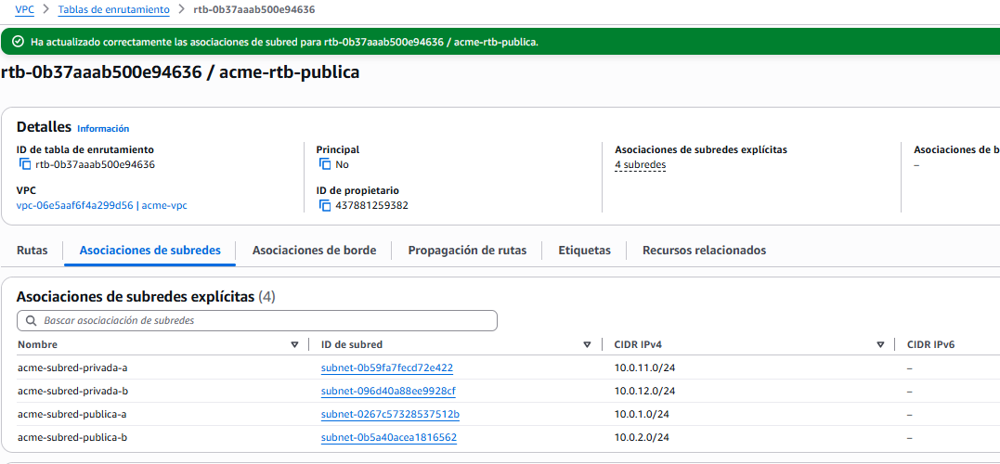 VPC > Tablas de enrutamiento > rtb-0b37aaab500e94636
Ha actualizado correctamente las asociaciones de subred para rtb-0b37aaab500e94636 / acme-rtb-publica.
rtb-0b37aaab500e94636 / acme-rtb-publica
Detalles Información
ID de tabla de enrutamiento Principal Asociaciones de subredes explícitas Asociaciones de b
rtb-0b37aaab500e94636 No 4 subredes –
VPC ID de propietario
vpc-06e5aaf6f4a299d56 | acme-vpc 437881259382
Rutas Asociaciones de subredes Asociaciones de borde Propagación de rutas Etiquetas Recursos relacionados
Asociaciones de subredes explícitas (4)
Bascar asociaciación de subredes
Nombre ID de subred CIDR IPv4 CIDR IPv6
acme-subred-privada-a subnet-0b59fa7fecd72e422 10.0.11.0/24 –
acme-subred-privada-b subnet-096d40a88ee9928cf 10.0.12.0/24 –
acme-subred-publica-a subnet-0267c57328537512b 10.0.1.0/24 –
acme-subred-publica-b subnet-0b5a40acea1816562 10.0.2.0/24 –